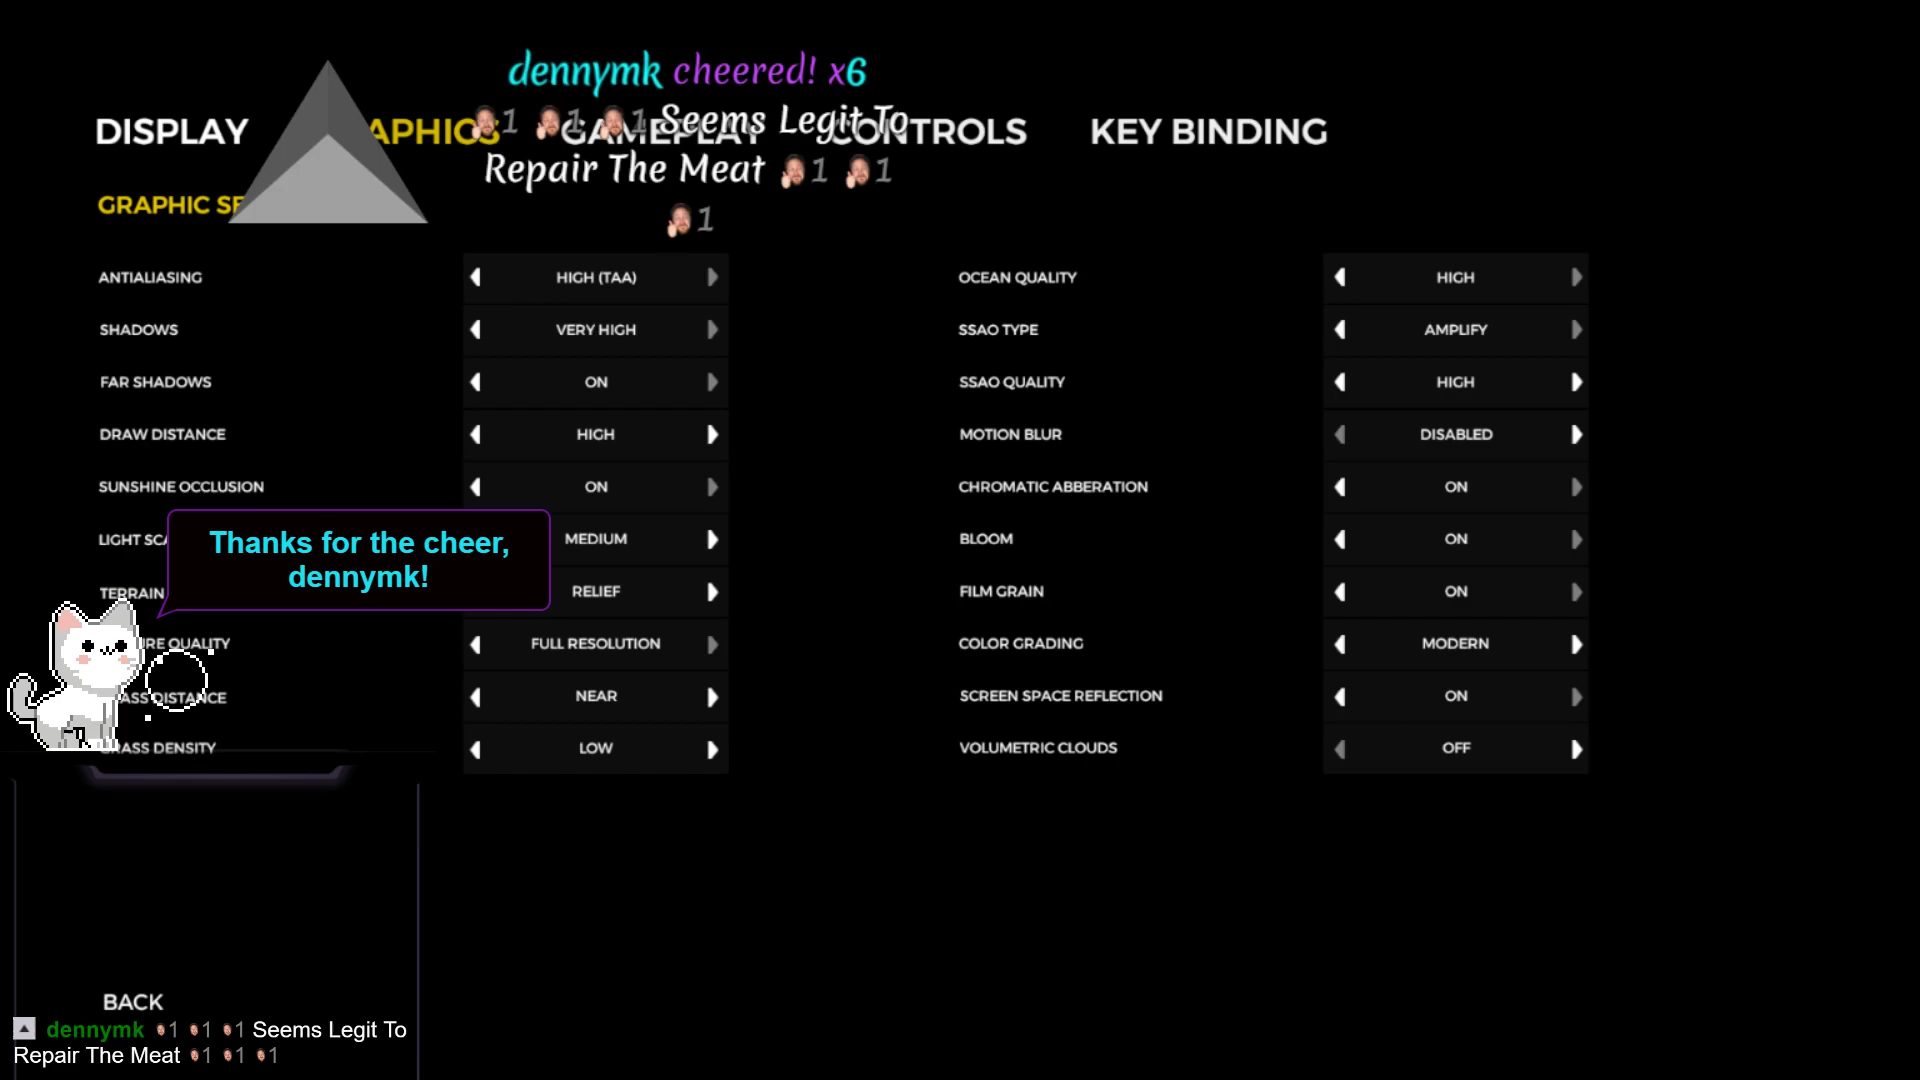 dennymk cheered! x6
1 1 1 Seems Legit To
Repair The Meat 1 1
1
DISPLAY APHICS GAMEPLAY CONTROLS KEY BINDING
GRAPHIC SE
ANTIALIASING HIGH (TAA) OCEAN QUALITY HIGH
SHADOWS VERY HIGH SSAO TYPE AMPLIFY
FAR SHADOWS ON SSAO QUALITY HIGH
DRAW DISTANCE HIGH MOTION BLUR DISABLED
SUNSHINE OCCLUSION ON CHROMATIC ABBERATION ON
LIGHT SCA MEDIUM BLOOM ON
Thanks for the cheer,
dennymk!
TERRAIN RELIEF FILM GRAIN ON
URE QUALITY FULL RESOLUTION COLOR GRADING MODERN
ASS DISTANCE NEAR SCREEN SPACE REFLECTION ON
GRASS DENSITY LOW VOLUMETRIC CLOUDS OFF
BACK
dennymk 1 1 1 Seems Legit To
Repair The Meat 1 1 1